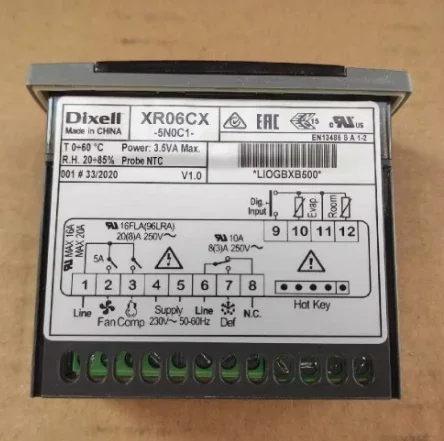 Dixell
Made in CHINA
XR06CX
-5N0C1-
EAC
15
EN13485 S A 1-2
T 0÷60 °C
Power: 3.5VA Max.
R.H. 20÷85%
Probe NTC
001 # 33/2020
V1.0
*LIOGBXB500*
Dig.
Input
Evap.
Room
9 10 11 12
MAX 16A
MAX 20A
16FLA(96LRA)
20(8)A 250V~
5A
10A
8(3)A 250V~
1 2 3 4 5 6 7 8
Line
Fan
Comp
Supply
230V~ 50-60Hz
Line
Def
N.C.
Hot Key